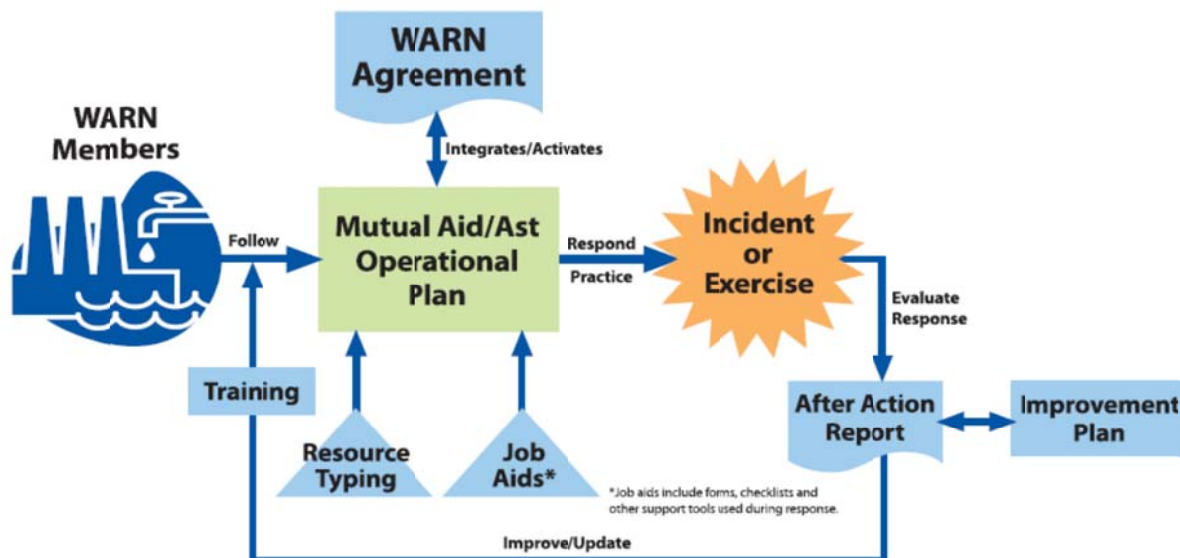 WARN
Agreement
WARN
Members
Integrates/Activates
Follow
Mutual Aid/Ast
Operational
Plan
Respond
Practice
Incident
or
Exercise
Evaluate
Response
Training
Resource
Typing
Job
Aids*
After Action
Report
Improvement
Plan
*Job aids include forms, checklists and
other support tools used during response.
Improve/Update